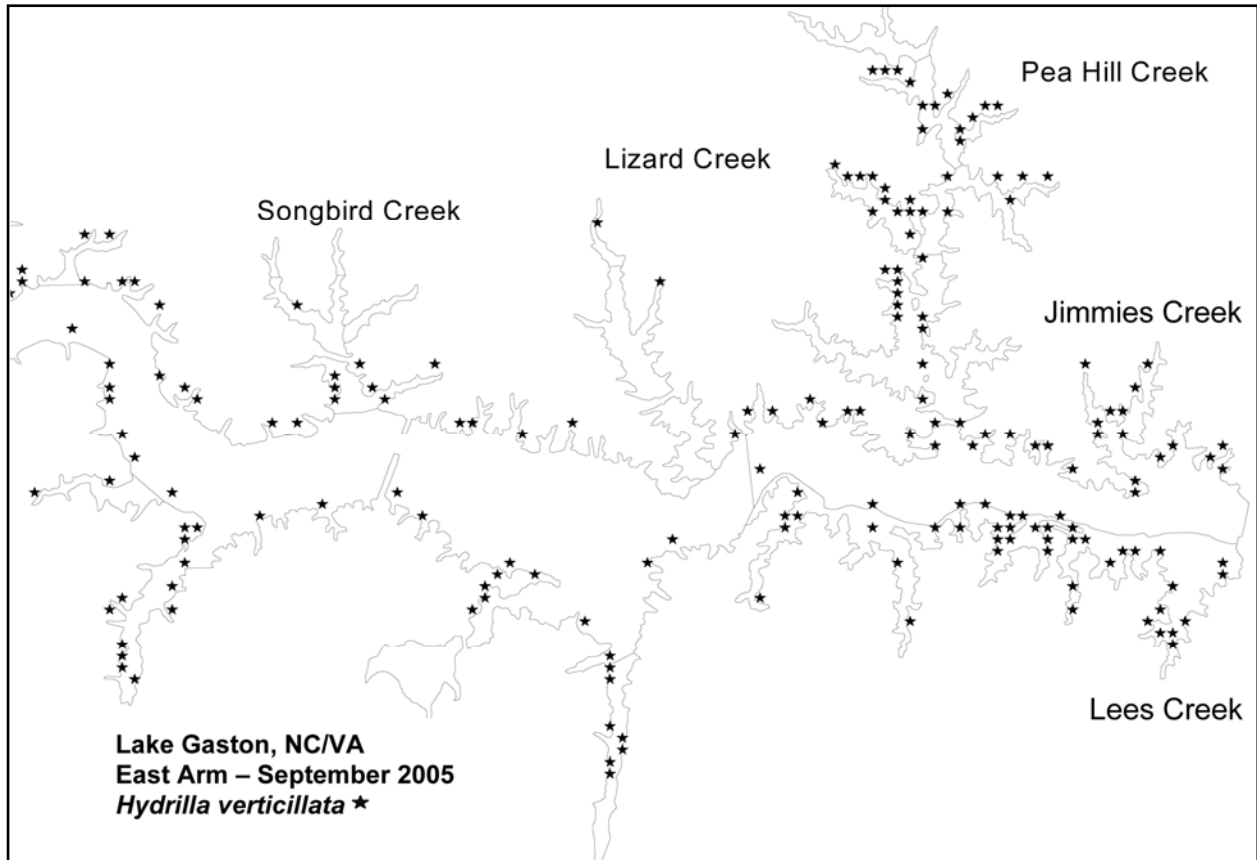 Pea Hill Creek
Lizard Creek
Songbird Creek
Jimmies Creek
Lees Creek
Lake Gaston, NC/VA
East Arm – September 2005
Hydrilla verticillata ★